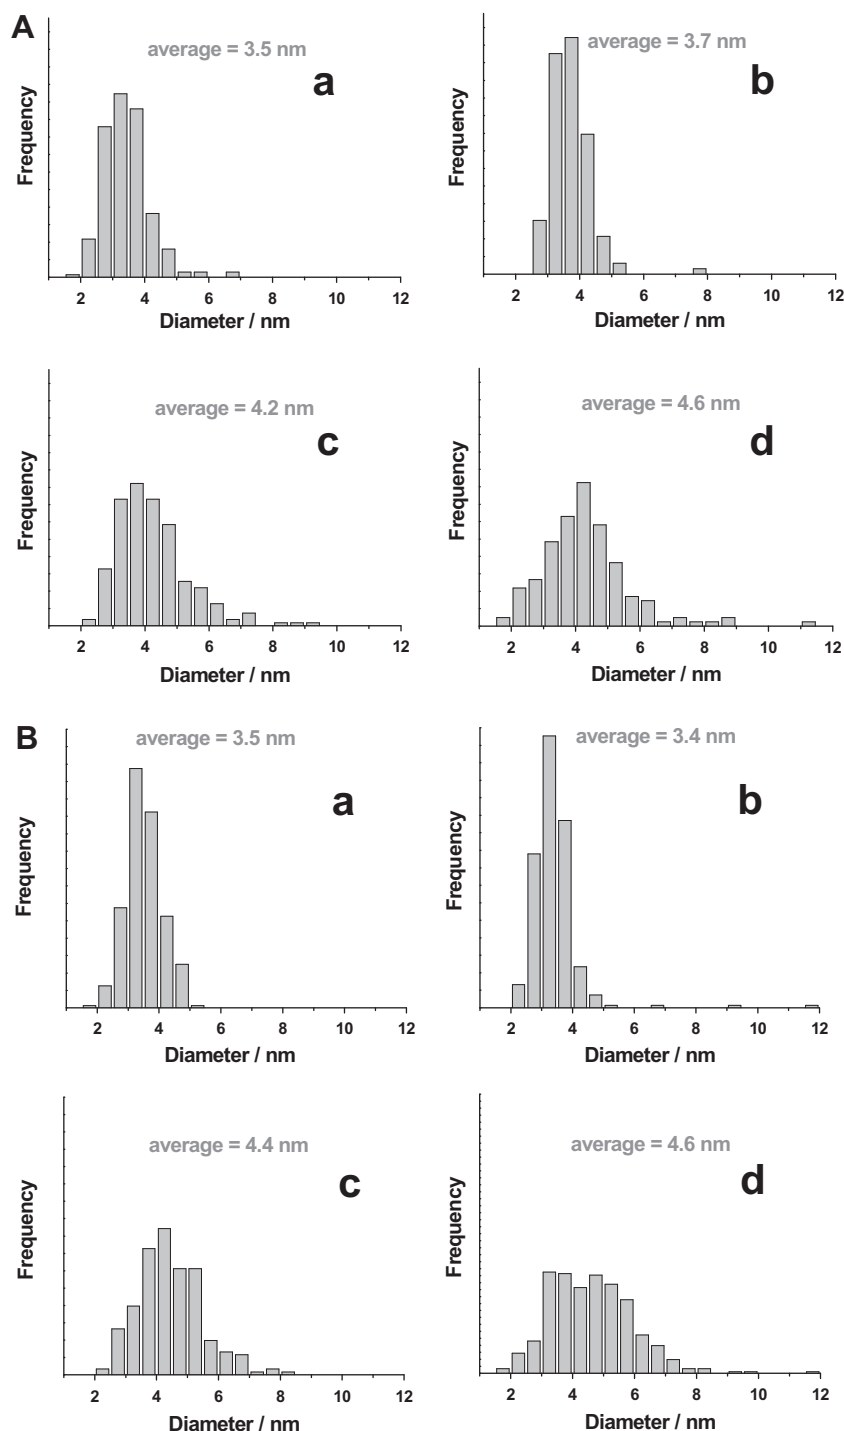 A
average = 3.5 nm
a
Frequency
2 4 6 8 10 12
Diameter / nm
average = 3.7 nm
b
Frequency
2 4 6 8 10 12
Diameter / nm
average = 4.2 nm
c
Frequency
2 4 6 8 10 12
Diameter / nm
average = 4.6 nm
d
Frequency
2 4 6 8 10 12
Diameter / nm
B
average = 3.5 nm
a
Frequency
2 4 6 8 10 12
Diameter / nm
average = 3.4 nm
b
Frequency
2 4 6 8 10 12
Diameter / nm
average = 4.4 nm
c
Frequency
2 4 6 8 10 12
Diameter / nm
average = 4.6 nm
d
Frequency
2 4 6 8 10 12
Diameter / nm